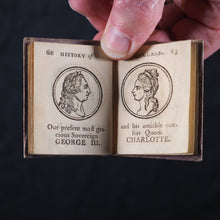 62 HISTORY of
Our present most gra-
cious Sovereign
GEORGE III.
ENGLAND. 63
and his amiable con-
sort Queen
CHARLOTTE.